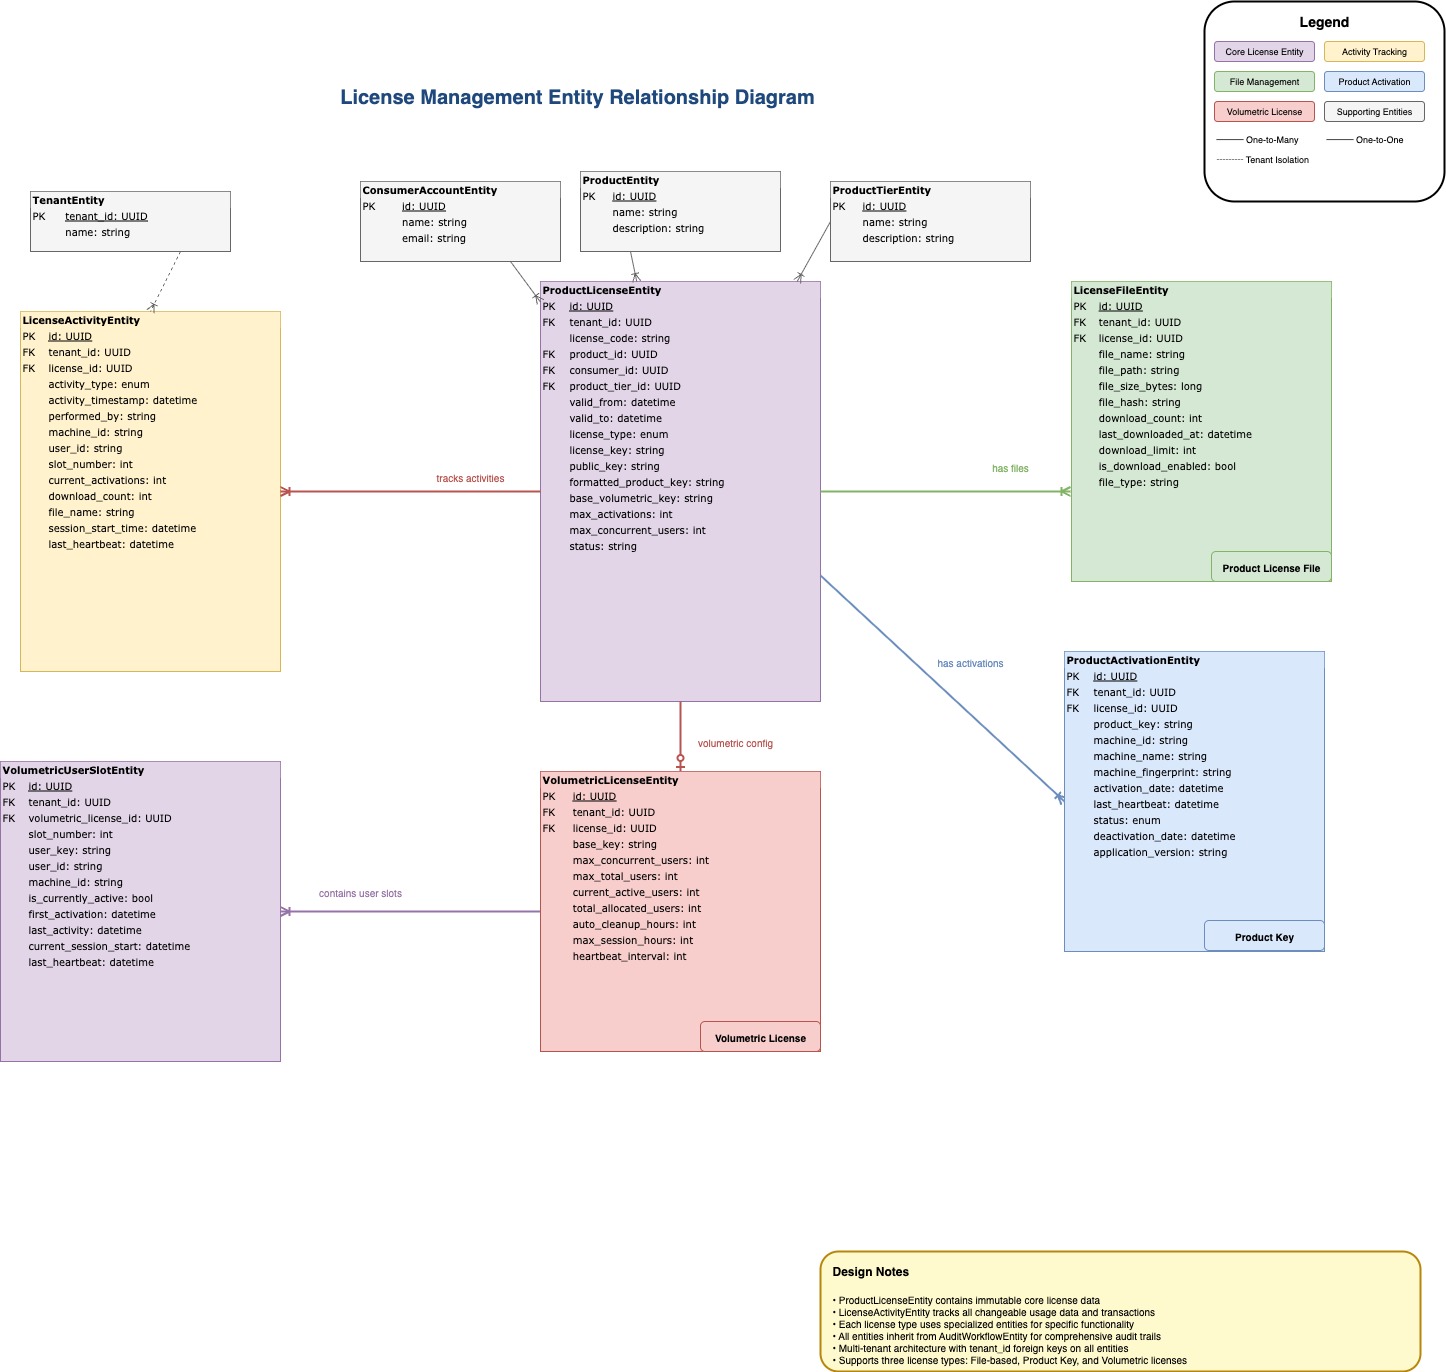 Legend
Core License Entity
Activity Tracking
File Management
Product Activation
Volumetric License
Supporting Entities
One-to-Many
One-to-One
Tenant Isolation
License Management Entity Relationship Diagram
TenantEntity
PK tenant_id: UUID
name: string
ConsumerAccountEntity
PK id: UUID
name: string
email: string
ProductEntity
PK id: UUID
name: string
description: string
ProductTierEntity
PK id: UUID
name: string
description: string
LicenseActivityEntity
PK id: UUID
FK tenant_id: UUID
FK license_id: UUID
activity_type: enum
activity_timestamp: datetime
performed_by: string
machine_id: string
user_id: string
slot_number: int
current_activations: int
download_count: int
file_name: string
session_start_time: datetime
last_heartbeat: datetime
tracks activities
ProductLicenseEntity
PK id: UUID
FK tenant_id: UUID
license_code: string
FK product_id: UUID
FK consumer_id: UUID
FK product_tier_id: UUID
valid_from: datetime
valid_to: datetime
license_type: enum
license_key: string
public_key: string
formatted_product_key: string
base_volumetric_key: string
max_activations: int
max_concurrent_users: int
status: string
has files
LicenseFileEntity
PK id: UUID
FK tenant_id: UUID
FK license_id: UUID
file_name: string
file_path: string
file_size_bytes: long
file_hash: string
download_count: int
last_downloaded_at: datetime
download_limit: int
is_download_enabled: bool
file_type: string
Product License File
has activations
ProductActivationEntity
PK id: UUID
FK tenant_id: UUID
FK license_id: UUID
product_key: string
machine_id: string
machine_name: string
machine_fingerprint: string
activation_date: datetime
last_heartbeat: datetime
status: enum
deactivation_date: datetime
application_version: string
Product Key
volumetric config
VolumetricUserSlotEntity
PK id: UUID
FK tenant_id: UUID
FK volumetric_license_id: UUID
slot_number: int
user_key: string
user_id: string
machine_id: string
is_currently_active: bool
first_activation: datetime
last_activity: datetime
current_session_start: datetime
last_heartbeat: datetime
contains user slots
VolumetricLicenseEntity
PK id: UUID
FK tenant_id: UUID
FK license_id: UUID
base_key: string
max_concurrent_users: int
max_total_users: int
current_active_users: int
total_allocated_users: int
auto_cleanup_hours: int
max_session_hours: int
heartbeat_interval: int
Volumetric License
Design Notes
• ProductLicenseEntity contains immutable core license data
• LicenseActivityEntity tracks all changeable usage data and transactions
• Each license type uses specialized entities for specific functionality
• All entities inherit from AuditWorkflowEntity for comprehensive audit trails
• Multi-tenant architecture with tenant_id foreign keys on all entities
• Supports three license types: File-based, Product Key, and Volumetric licenses